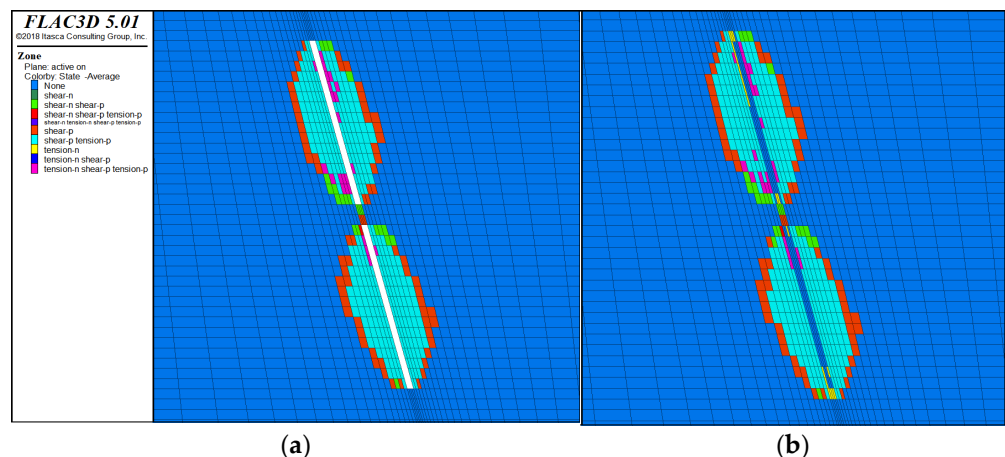 FLAC3D 5.01
©2018 Itasca Consulting Group, Inc.
Zone
Plane: active on
Colorby: State -Average
None
shear-n
shear-n shear-p
shear-n shear-p tension-p
shear-n tension-n shear-p tension-p
shear-p
shear-p tension-p
tension-n
tension-n shear-p
tension-n shear-p tension-p
(a) (b)